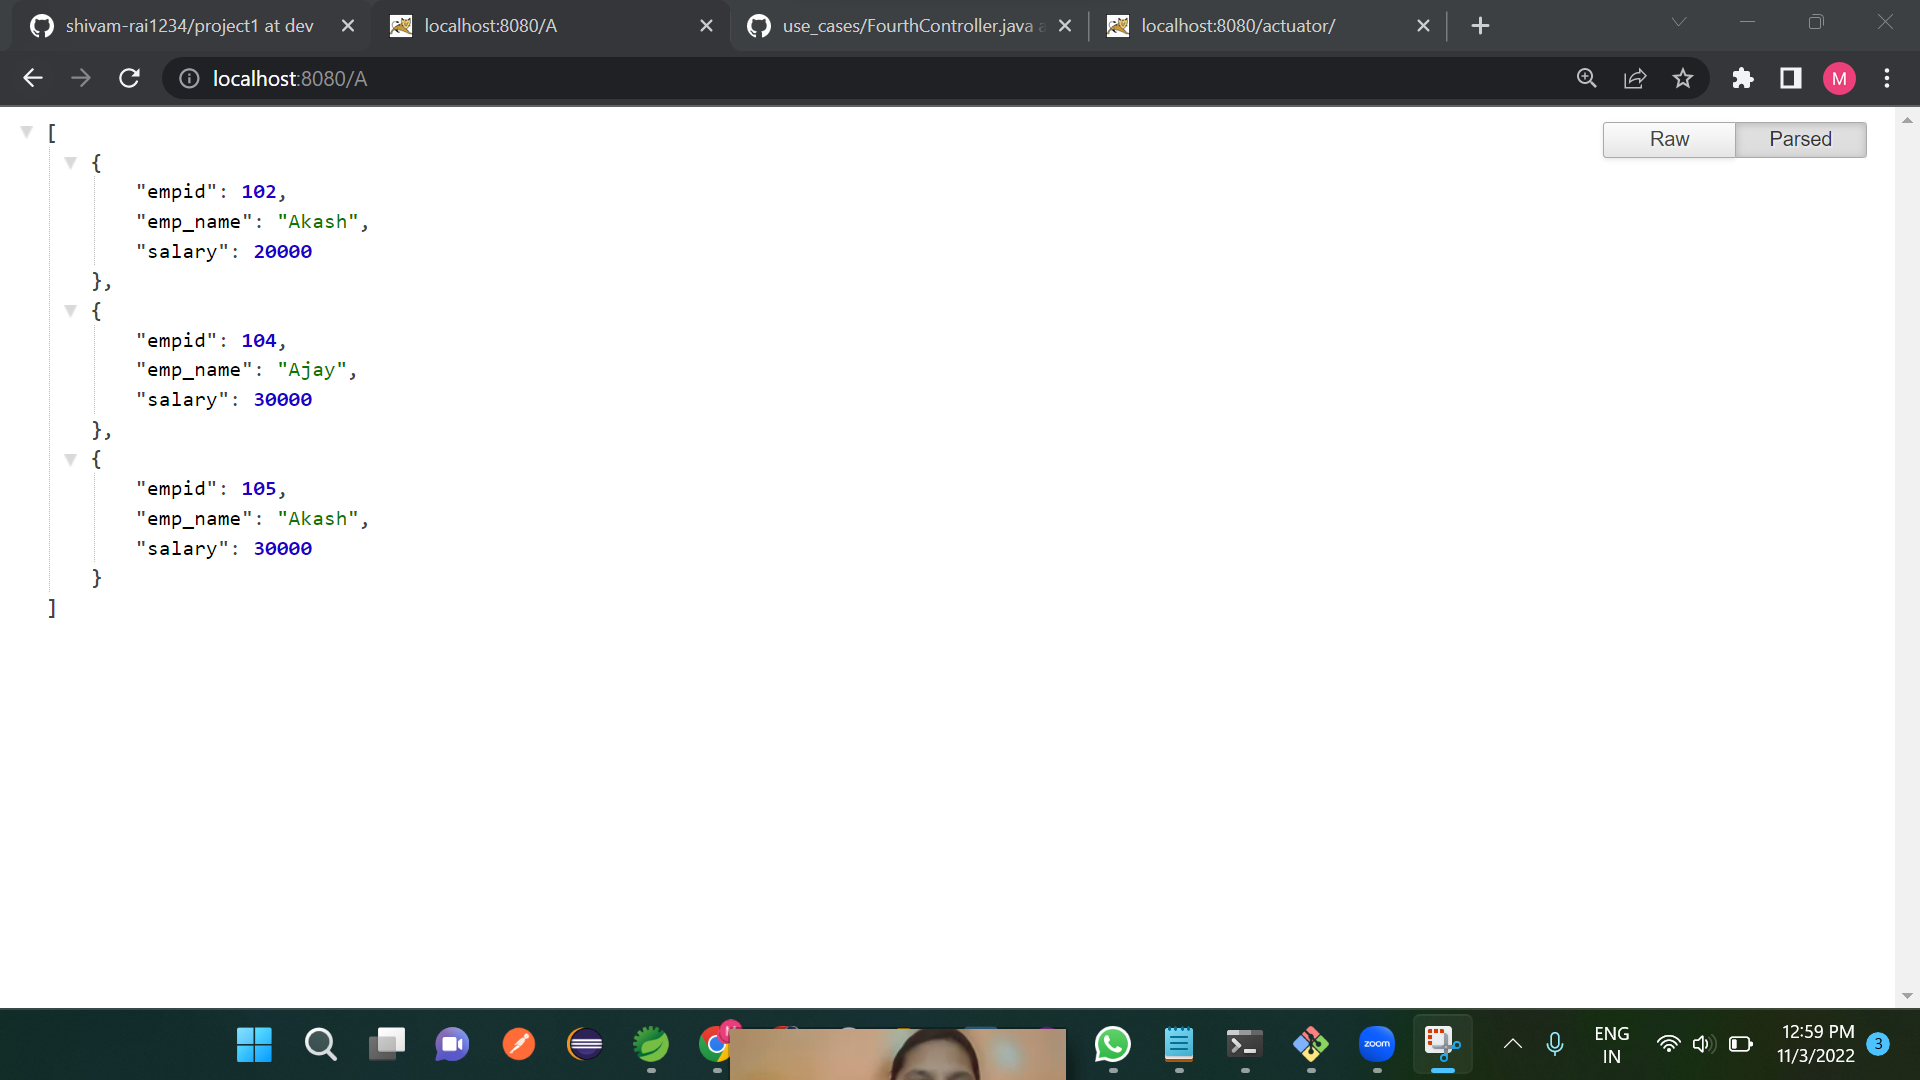 shivam-rai1234/project1 at dev
localhost:8080/A
use_cases/FourthController.java a
localhost:8080/actuator/
localhost:8080/A
M
Raw
Parsed
[
{
"empid": 102,
"emp_name": "Akash",
"salary": 20000
},
{
"empid": 104,
"emp_name": "Ajay",
"salary": 30000
},
{
"empid": 105,
"emp_name": "Akash",
"salary": 30000
}
]
zoom
ENG
IN
12:59 PM
11/3/2022
3